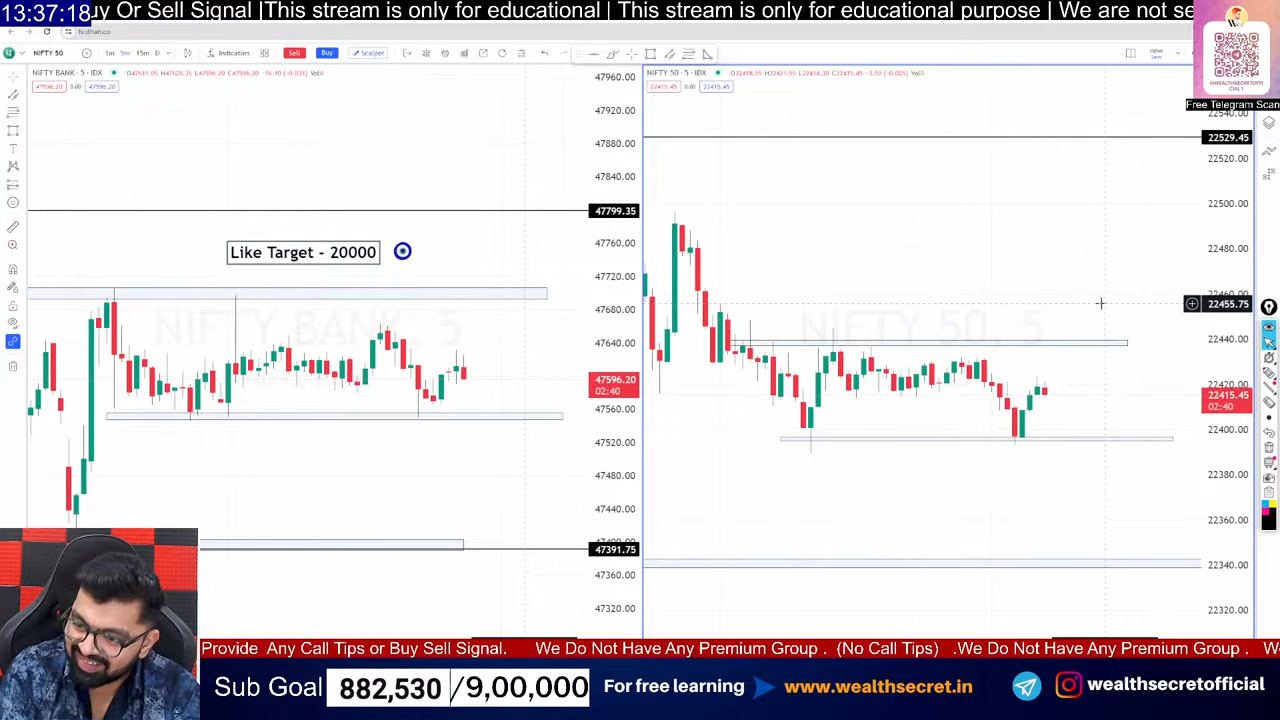 13:37:18
uy Or Sell Signal |This stream is only for educational | This stream is only for educational purpose | We are not se
tv.dhan.co
NIFTY 50
1m 5m 15m D
Indicators
Sell
Buy
Scalper
new
Save
@WEALTHSECRETOFFI
CIAL1
Free Telegram Scan
NIFTY BANK · 5 · IDX
O47611.05 H47625.35 L47596.20 C47596.20 −16.10 (−0.03%) Vol0
47596.20 0.00 47596.20
NIFTY 50 · 5 · IDX
O22418.55 H22421.55 L22414.30 C22415.45 −3.50 (−0.02%) Vol0
22415.45 0.00 22415.45
47960.00
47920.00
47880.00
47840.00
47799.35
47760.00
47720.00
47680.00
47640.00
47596.20
02:40
47560.00
47520.00
47480.00
47440.00
47391.75
47360.00
47320.00
Like Target - 20000
NIFTY BANK, 5
NIFTY 50, 5
22540.00
22529.45
22520.00
22500.00
22480.00
22460.00
22455.75
22440.00
22420.00
22415.45
02:40
22400.00
22380.00
22360.00
22340.00
22320.00
Provide Any Call Tips or Buy Sell Signal. We Do Not Have Any Premium Group . (No Call Tips) .We Do Not Have Any Premium Group . We
Sub Goal 882,530 /9,00,000
For free learning www.wealthsecret.in
wealthsecretofficial